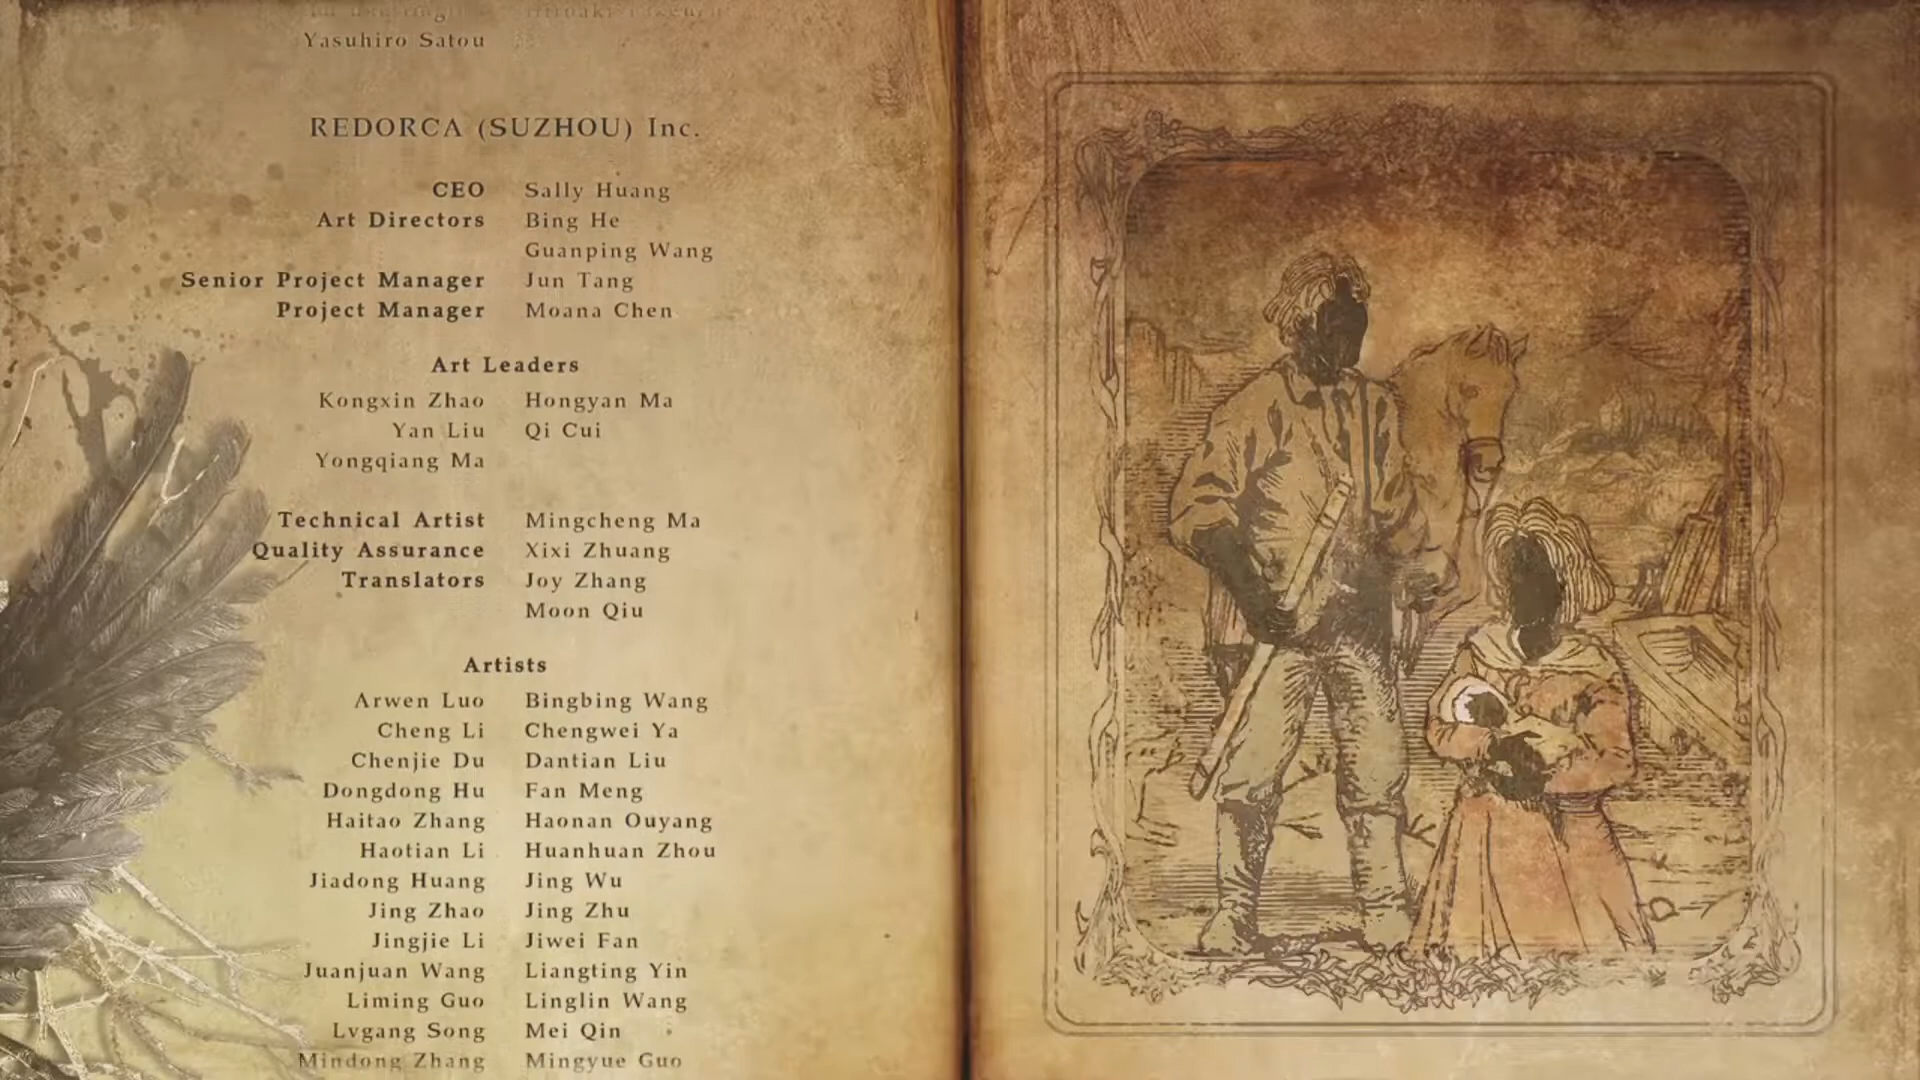 Yasuhiro Satou
REDORCA (SUZHOU) Inc.
CEO Sally Huang
Art Directors Bing He
Guanping Wang
Senior Project Manager Jun Tang
Project Manager Moana Chen
Art Leaders
Kongxin Zhao Hongyan Ma
Yan Liu Qi Cui
Yongqiang Ma
Technical Artist Mingcheng Ma
Quality Assurance Xixi Zhuang
Translators Joy Zhang
Moon Qiu
Artists
Arwen Luo Bingbing Wang
Cheng Li Chengwei Ya
Chenjie Du Dantian Liu
Dongdong Hu Fan Meng
Haitao Zhang Haonan Ouyang
Haotian Li Huanhuan Zhou
Jiadong Huang Jing Wu
Jing Zhao Jing Zhu
Jingjie Li Jiwei Fan
Juanjuan Wang Liangting Yin
Liming Guo Linglin Wang
Lvgang Song Mei Qin
Mindong Zhang Mingyue Guo